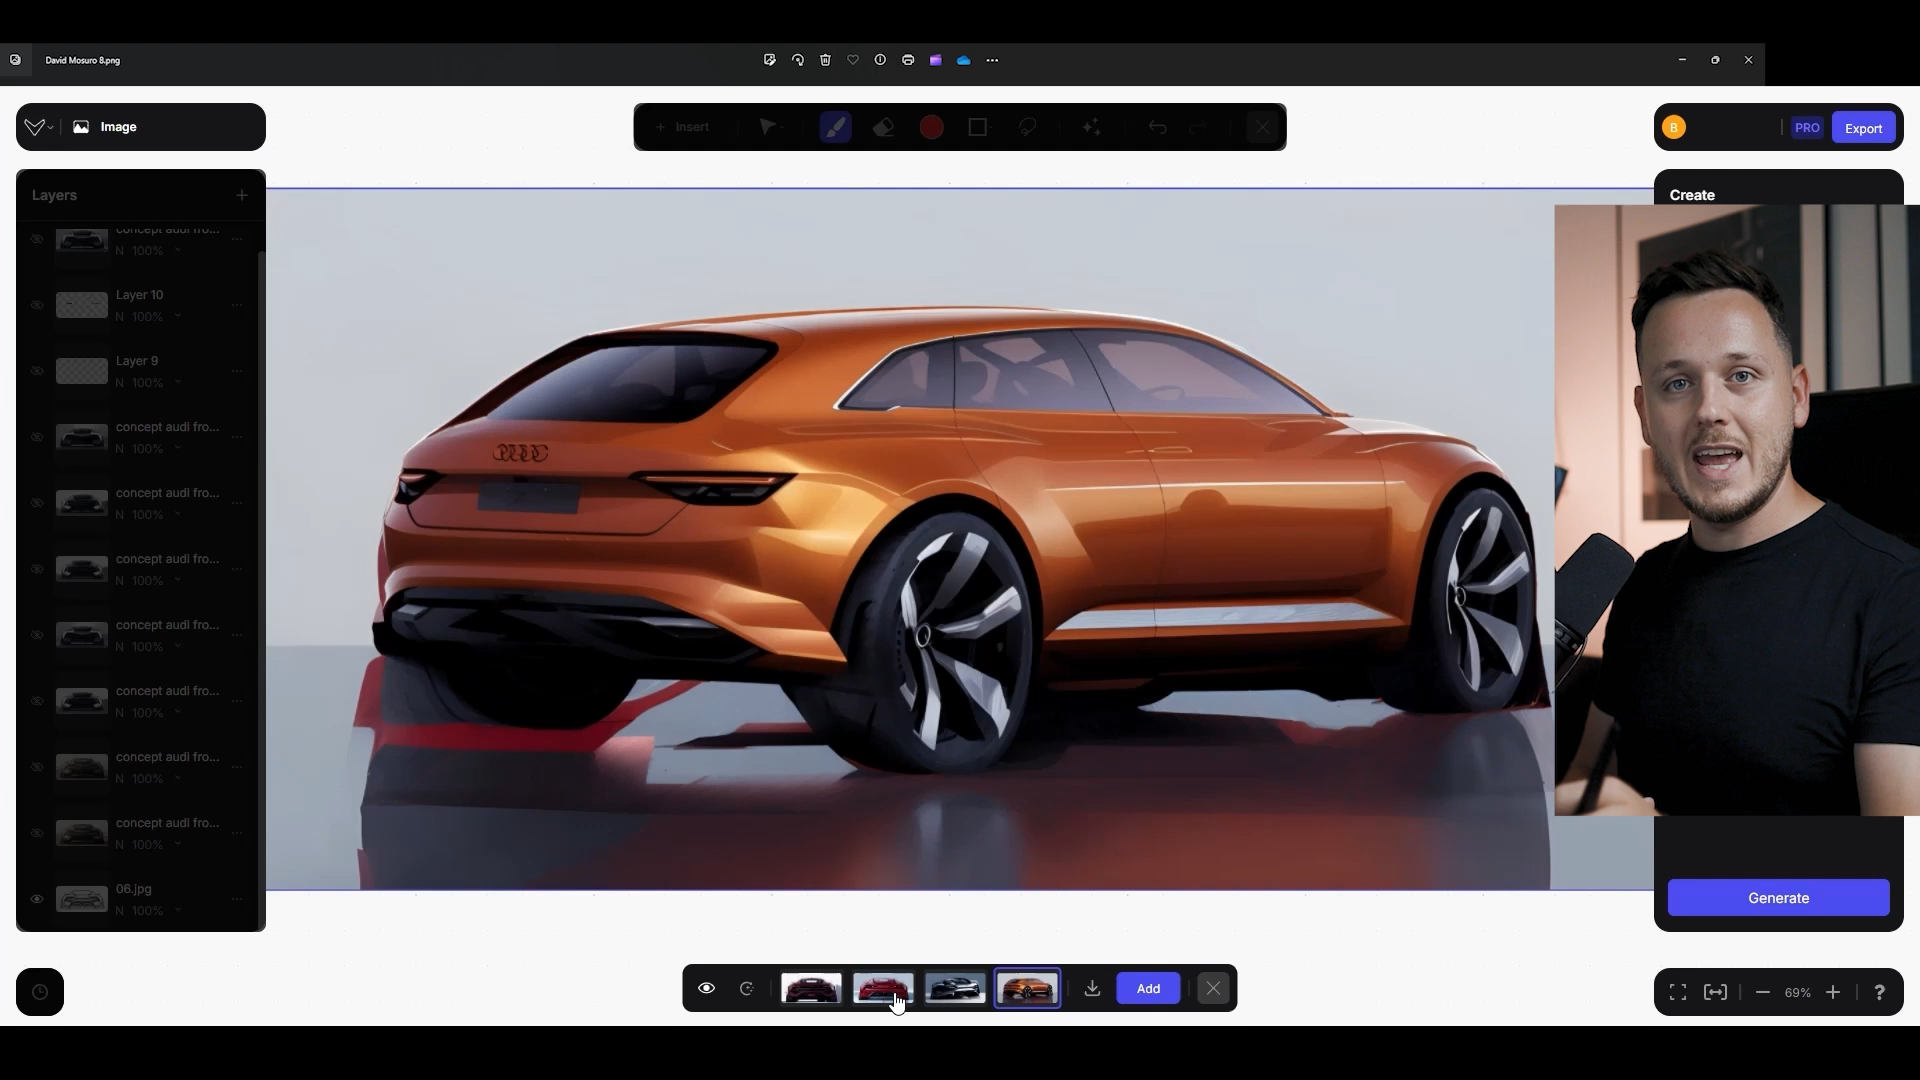 David Mosuro 8.png
Image
Insert
B
PRO
Export
Layers
Create
concept audi fro...
N 100%
Layer 10
N 100%
Layer 9
N 100%
concept audi fro...
N 100%
concept audi fro...
N 100%
concept audi fro...
N 100%
concept audi fro...
N 100%
concept audi fro...
N 100%
concept audi fro...
N 100%
concept audi fro...
N 100%
06.jpg
N 100%
Generate
Add
69%
?